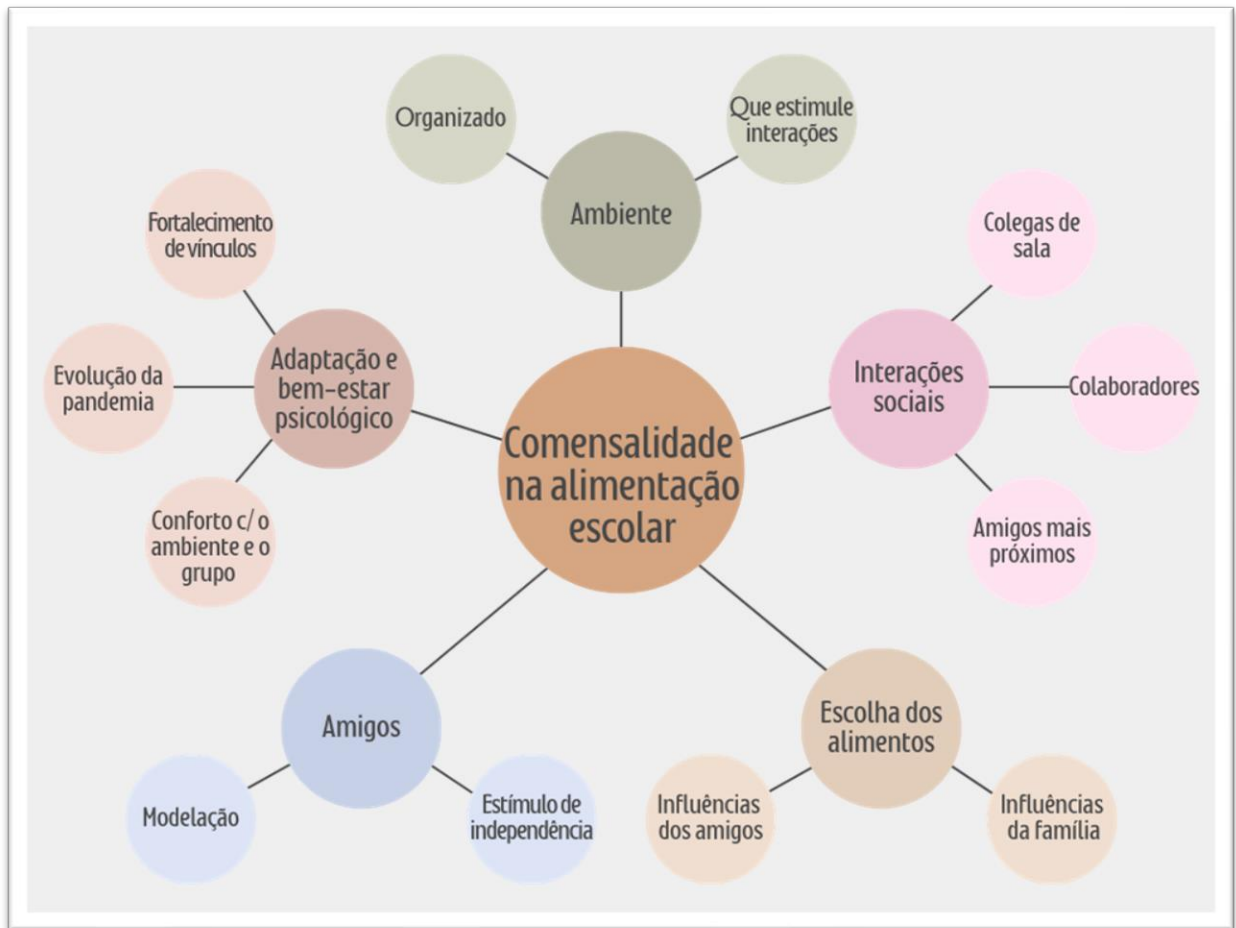 Organizado
Que estimule
interações
Ambiente
Fortalecimento
de vínculos
Evolução da
pandemia
Conforto c/ o
ambiente e o
grupo
Adaptação e
bem-estar
psicológico
Comensalidade
na alimentação
escolar
Interações
sociais
Colegas de
sala
Colaboradores
Amigos mais
próximos
Amigos
Modelação
Estímulo de
independência
Escolha dos
alimentos
Influências
dos amigos
Influências
da família